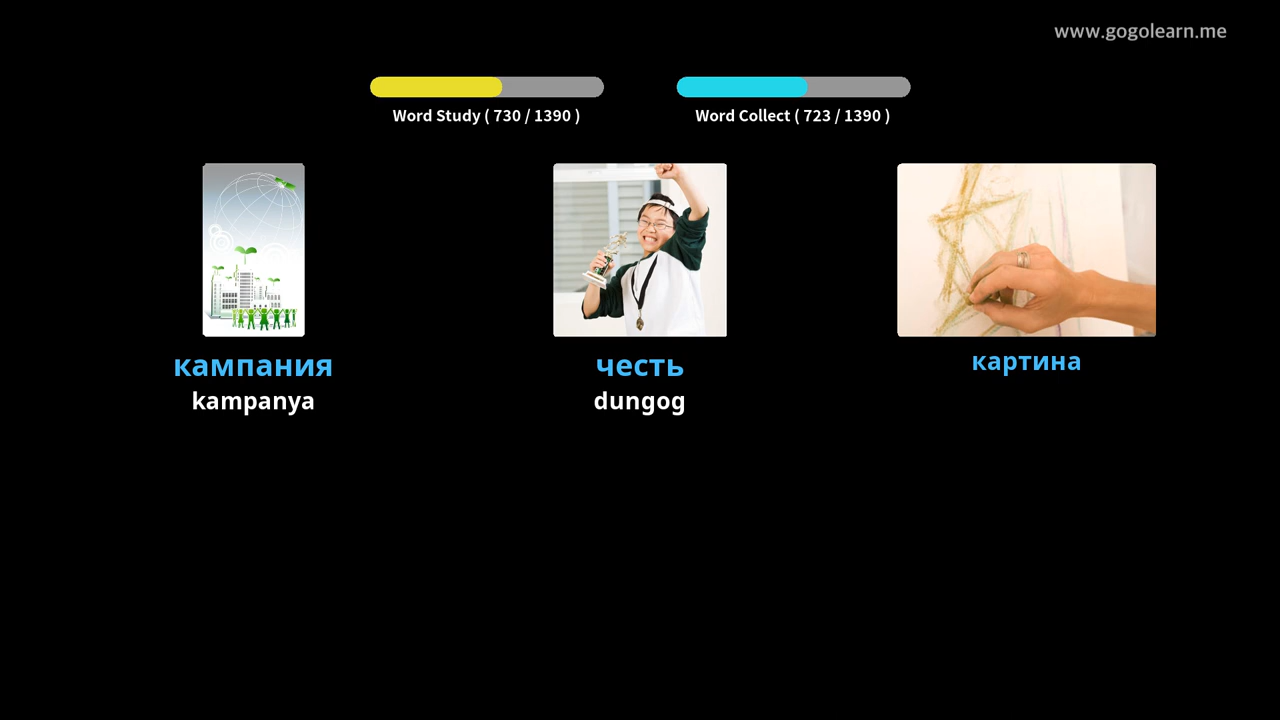 www.gogolearn.me
Word Study ( 730 / 1390 )
Word Collect ( 723 / 1390 )
кампания
kampanya
честь
dungog
картина